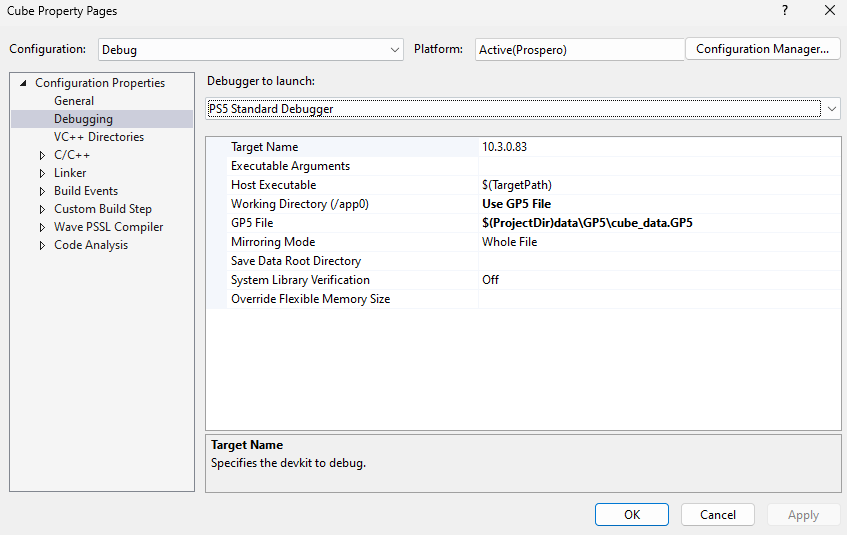 Cube Property Pages
?
Configuration: Debug Platform: Active(Prospero) Configuration Manager...
Configuration Properties
General
Debugging
VC++ Directories
C/C++
Linker
Build Events
Custom Build Step
Wave PSSL Compiler
Code Analysis
Debugger to launch:
PS5 Standard Debugger
Target Name 10.3.0.83
Executable Arguments
Host Executable $(TargetPath)
Working Directory (/app0) Use GP5 File
GP5 File $(ProjectDir)data\GP5\cube_data.GP5
Mirroring Mode Whole File
Save Data Root Directory
System Library Verification Off
Override Flexible Memory Size
Target Name
Specifies the devkit to debug.
OK Cancel Apply